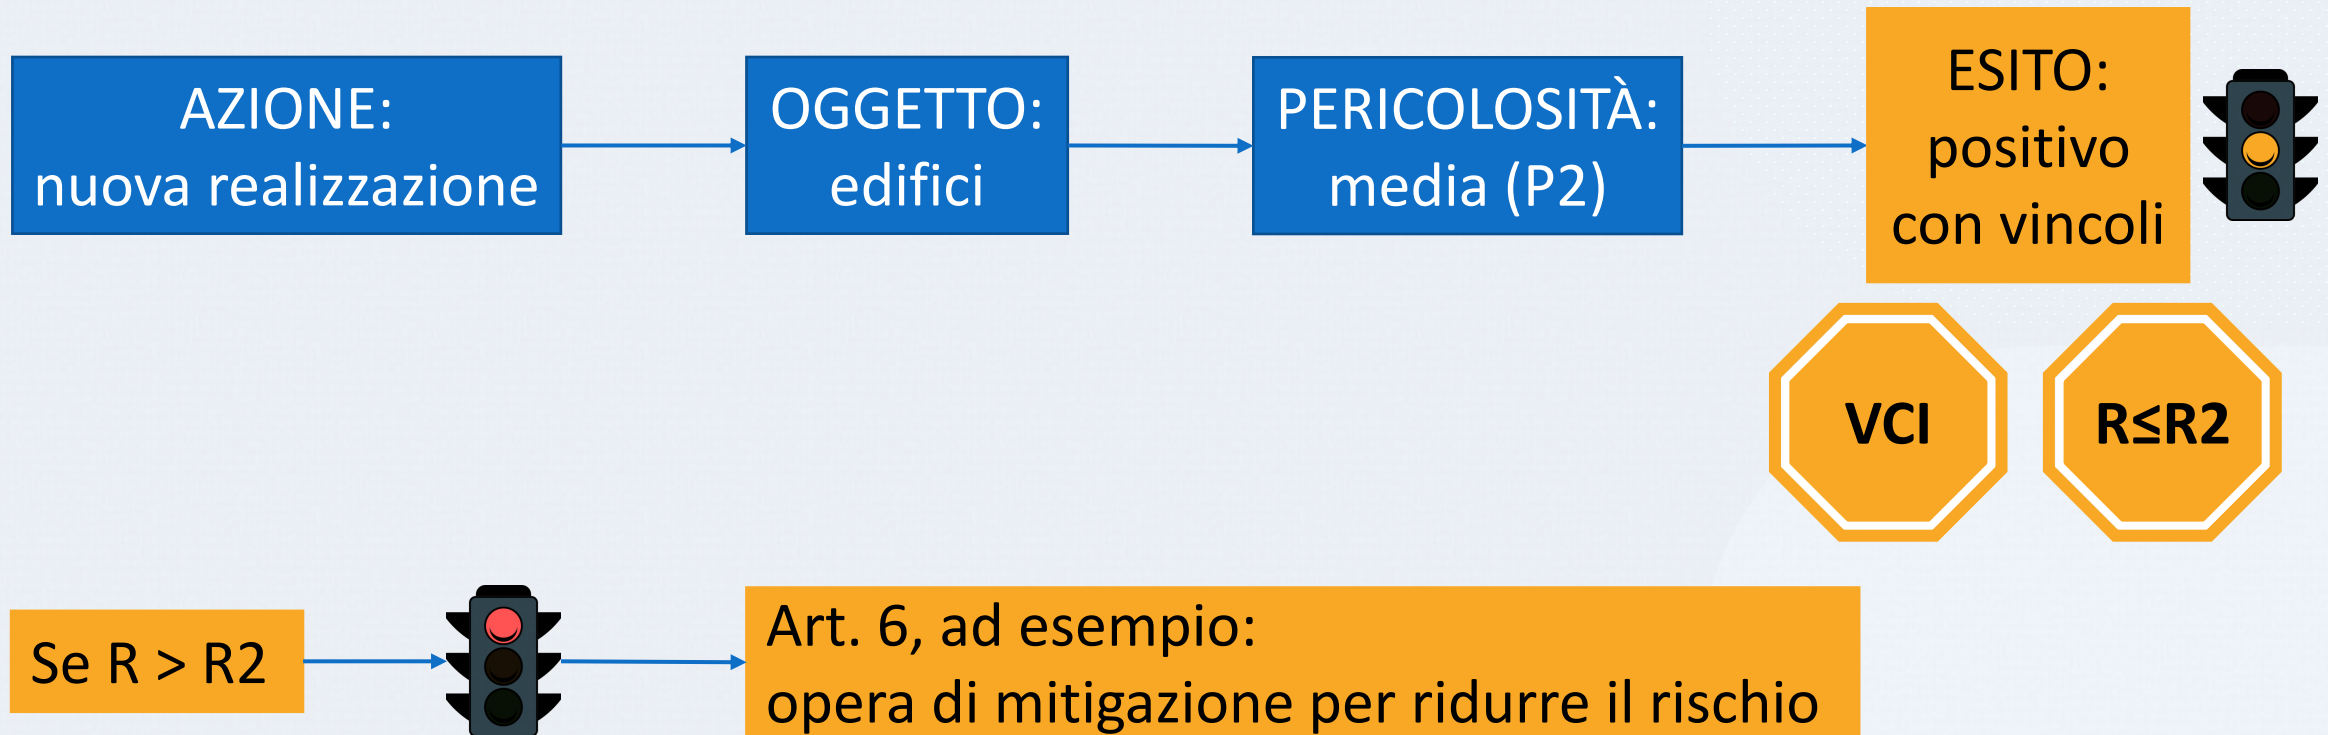 AZIONE:
nuova realizzazione
OGGETTO:
edifici
PERICOLOSITÀ:
media (P2)
ESITO:
positivo
con vincoli
VCI
R≤R2
Se R > R2
Art. 6, ad esempio:
opera di mitigazione per ridurre il rischio